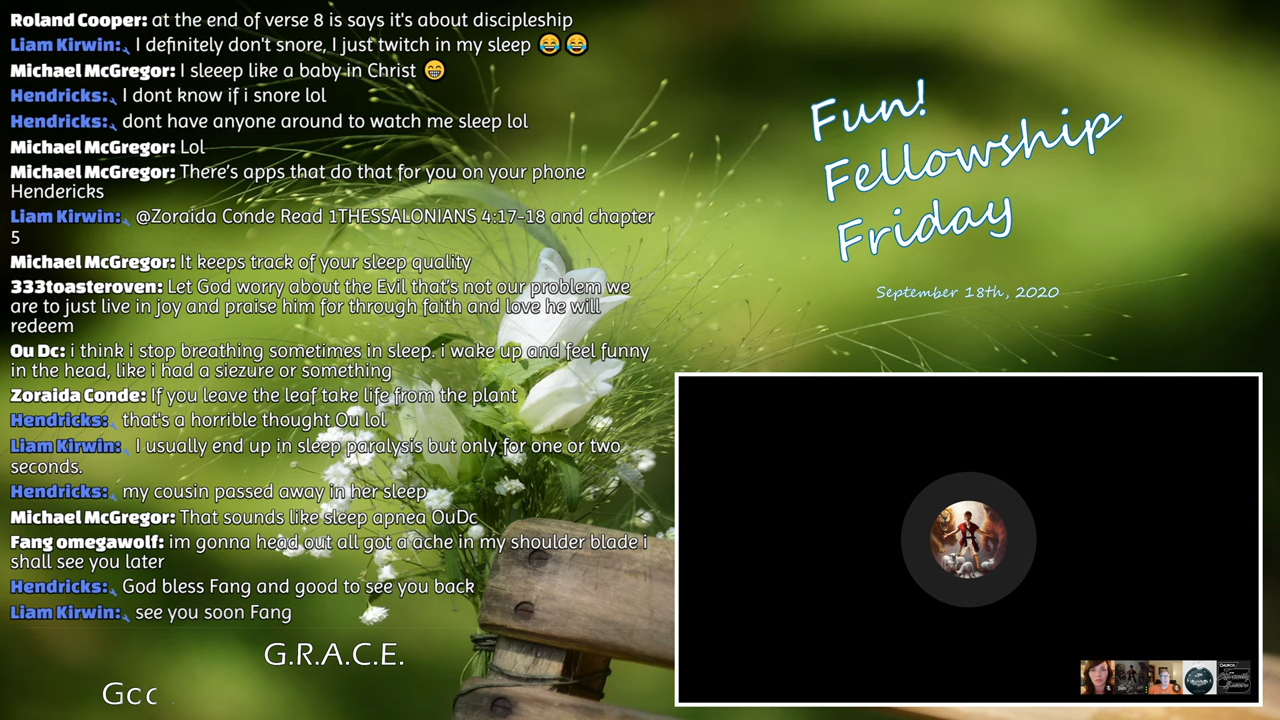 Roland Cooper: at the end of verse 8 is says it's about discipleship
Liam Kirwin: I definitely don't snore, I just twitch in my sleep 😂😂
Michael McGregor: I sleeep like a baby in Christ 😁
Hendricks: I dont know if i snore lol
Hendricks: dont have anyone around to watch me sleep lol
Michael McGregor: Lol
Michael McGregor: There's apps that do that for you on your phone
Hendericks
Liam Kirwin: @Zoraida Conde Read 1THESSALONIANS 4:17-18 and chapter
5
Michael McGregor: It keeps track of your sleep quality
333toasteroven: Let God worry about the Evil that's not our problem we
are to just live in joy and praise him for through faith and love he will
redeem
Ou Dc: i think i stop breathing sometimes in sleep. i wake up and feel funny
in the head, like i had a siezure or something
Zoraida Conde: If you leave the leaf take life from the plant
Hendricks: that's a horrible thought Ou lol
Liam Kirwin: I usually end up in sleep paralysis but only for one or two
seconds.
Hendricks: my cousin passed away in her sleep
Michael McGregor: That sounds like sleep apnea OuDc
Fang omegawolf: im gonna head out all got a ache in my shoulder blade i
shall see you later
Hendricks: God bless Fang and good to see you back
Liam Kirwin: see you soon Fang
G.R.A.C.E.
Fun!
Fellowship
Friday
September 18th, 2020